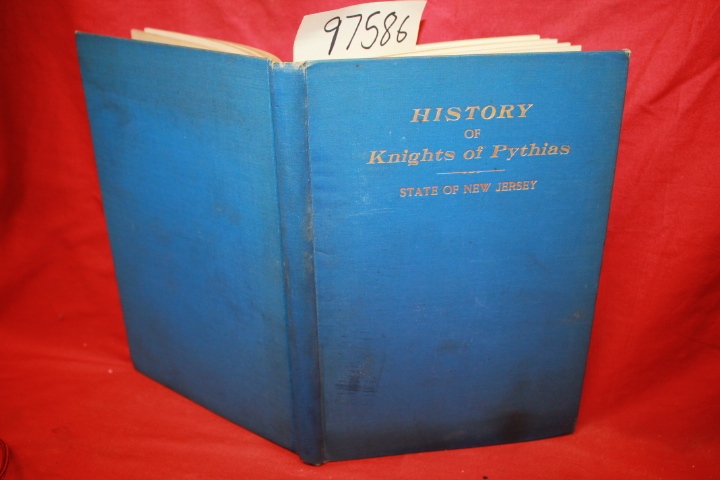 97586
HISTORY
OF
Knights of Pythias
STATE OF NEW JERSEY